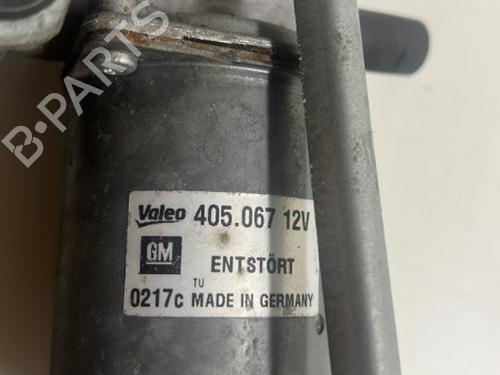 B-PARTS
Valeo 405.067 12V
GM ENTSTÖRT
TU
0217c MADE IN GERMANY